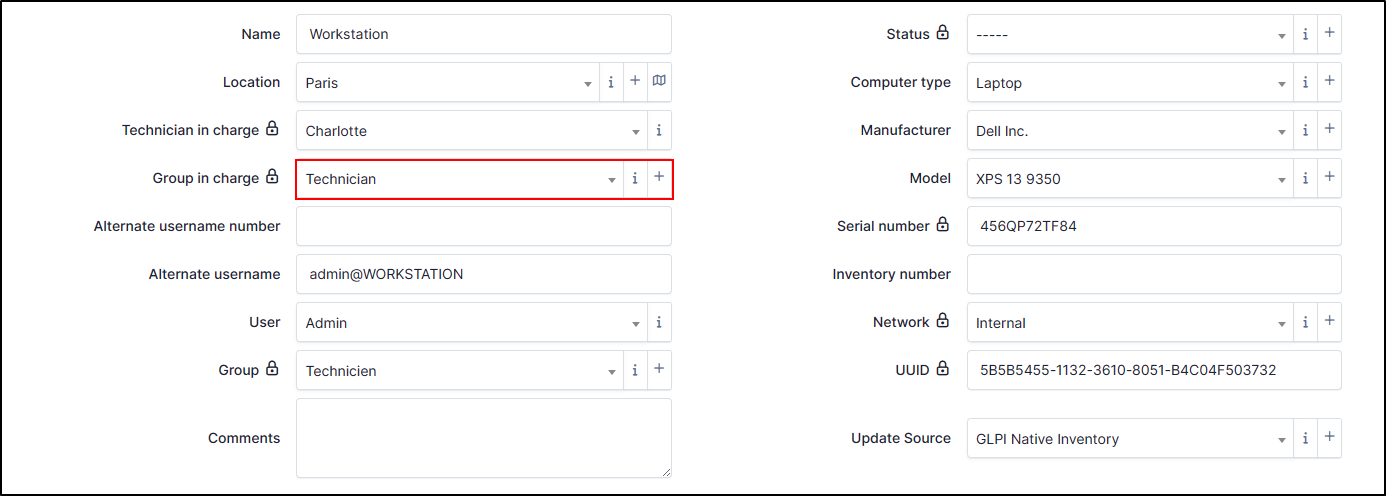 Name Workstation
Status -----
Location Paris
Computer type Laptop
Technician in charge Charlotte
Manufacturer Dell Inc.
Group in charge Technician
Model XPS 13 9350
Alternate username number
Serial number 456QP72TF84
Alternate username admin@WORKSTATION
Inventory number
User Admin
Network Internal
Group Technicien
UUID 5B5B5455-1132-3610-8051-B4C04F503732
Comments
Update Source GLPI Native Inventory